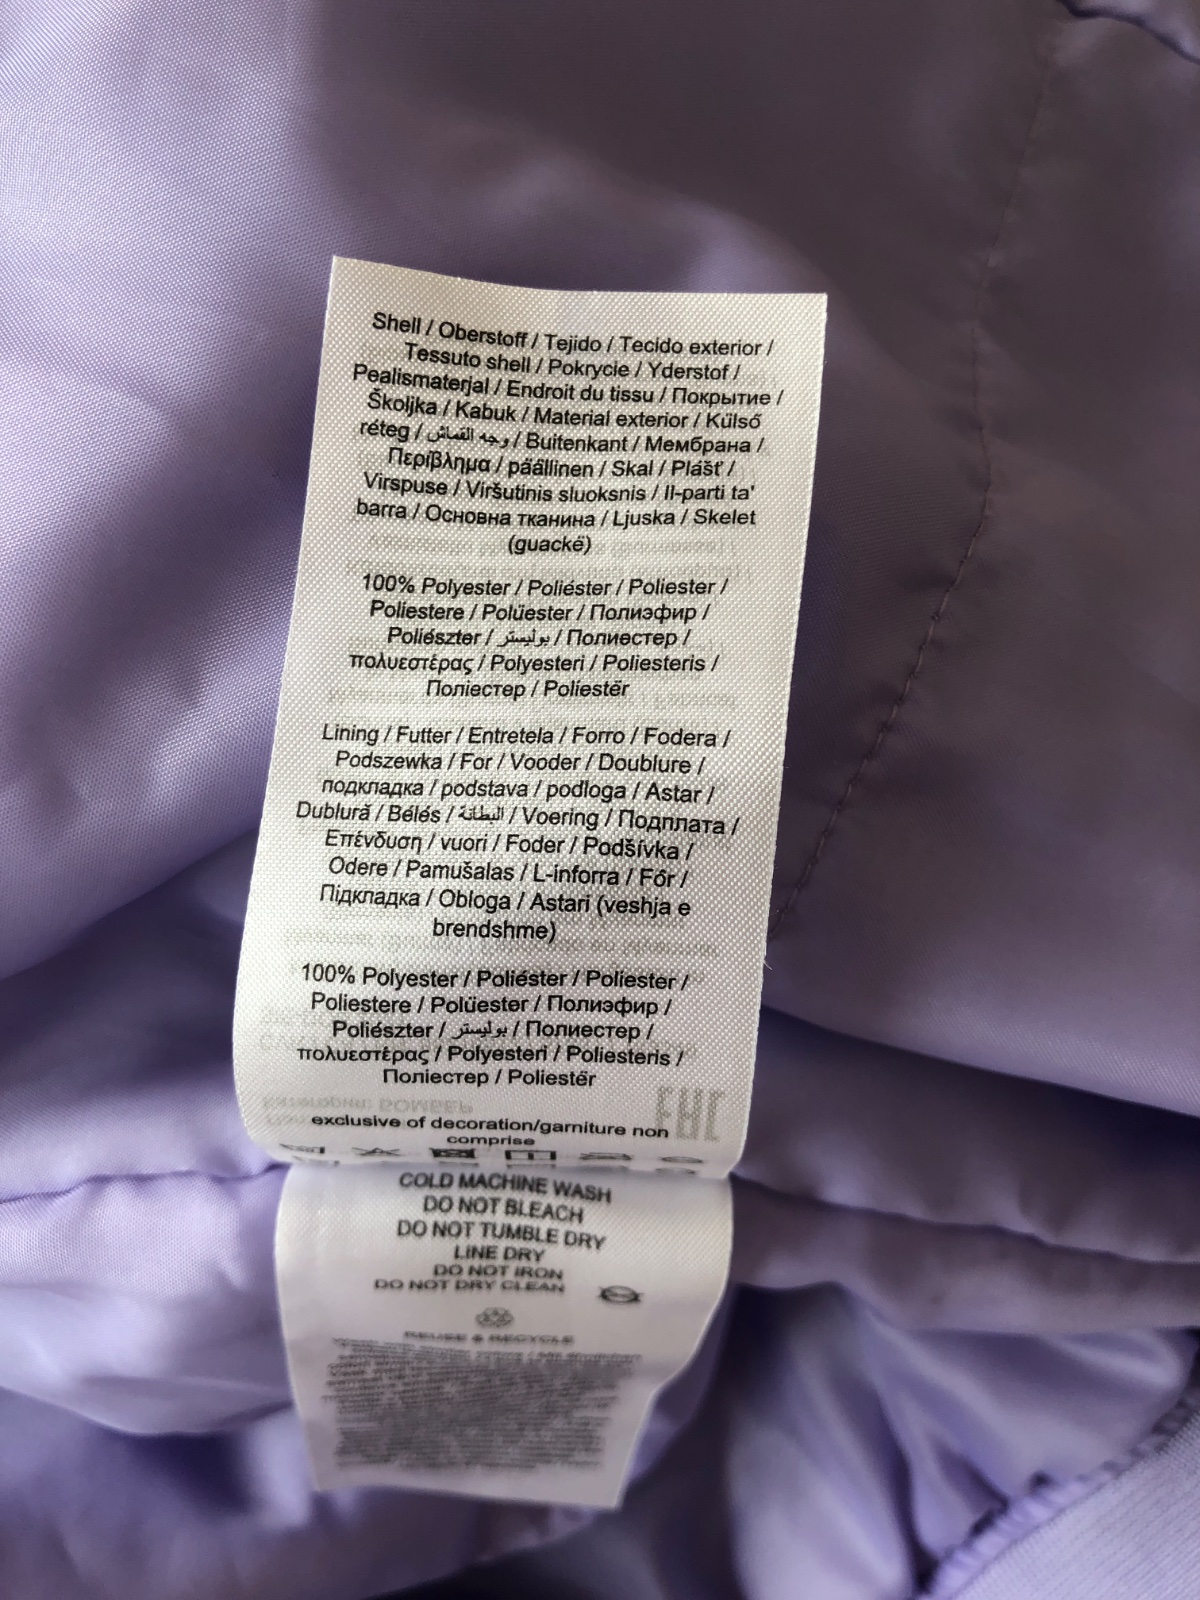 Shell / Oberstoff / Tejido / Tecido exterior /
Tessuto shell / Pokrycie / Yderstof /
Pealismaterjal / Endroit du tissu / Покрытие /
Školjka / Kabuk / Material exterior / Külső
réteg / وجه القماش / Buitenkant / Мембрана /
Περίβλημα / päällinen / Skal / Plášť /
Virspuse / Viršutinis sluoksnis / Il-parti ta'
barra / Основна тканина / Ljuska / Skelet
(guackë)
100% Polyester / Poliéster / Poliester /
Poliestere / Polüester / Полиэфир /
Poliészter / بوليستر / Полиестер /
πολυεστέρας / Polyesteri / Poliesteris /
Поліестер / Poliestër
Lining / Futter / Entretela / Forro / Fodera /
Podszewka / For / Vooder / Doublure /
подкладка / podstava / podloga / Astar /
Dublură / Bélés / البطانة / Voering / Подплата /
Επένδυση / vuori / Foder / Podšívka /
Odere / Pamušalas / L-inforra / Fór /
Підкладка / Obloga / Astari (veshja e
brendshme)
100% Polyester / Poliéster / Poliester /
Poliestere / Polüester / Полиэфир /
Poliészter / بوليستر / Полиестер /
πολυεστέρας / Polyesteri / Poliesteris /
Поліестер / Poliestër
exclusive of decoration/garniture non
comprise
COLD MACHINE WASH
DO NOT BLEACH
DO NOT TUMBLE DRY
LINE DRY
DO NOT IRON
DO NOT DRY CLEAN
REUSE & RECYCLE